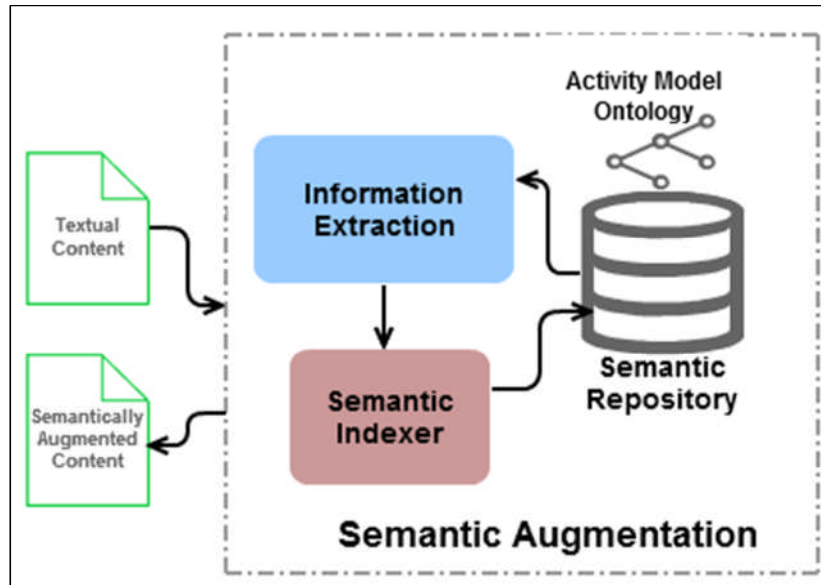 Activity Model
Ontology
Information
Extraction
Textual
Content
Semantic
Repository
Semantic
Indexer
Semantically
Augmented
Content
Semantic Augmentation